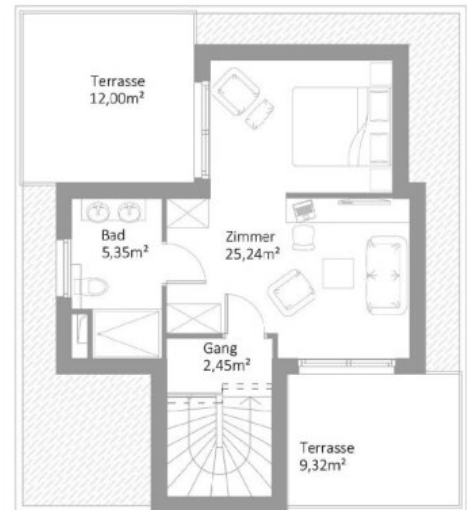 Terrasse
12,00m²
Bad
5,35m²
Zimmer
25,24m²
Gang
2,45m²
Terrasse
9,32m²